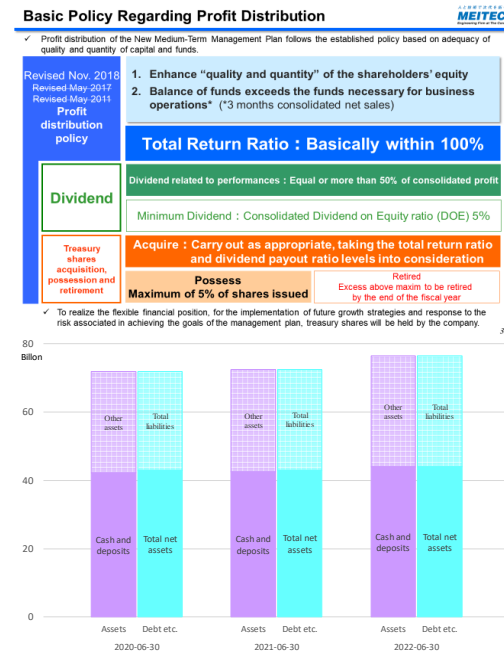 Basic Policy Regarding Profit Distribution
MEITEC
✓ Profit distribution of the New Medium-Term Management Plan follows the established policy based on adequacy of
quality and quantity of capital and funds.
Revised Nov. 2018
Revised May 2017
Revised May 2011
Profit
distribution
policy
1. Enhance “quality and quantity” of the shareholders’ equity
2. Balance of funds exceeds the funds necessary for business
operations* (*3 months consolidated net sales)
Total Return Ratio：Basically within 100%
Dividend
Dividend related to performances：Equal or more than 50% of consolidated profit
Minimum Dividend：Consolidated Dividend on Equity ratio (DOE) 5%
Treasury
shares
acquisition,
possession and
retirement
Acquire：Carry out as appropriate, taking the total return ratio
and dividend payout ratio levels into consideration
Possess
Maximum of 5% of shares issued
Retired
Excess above maxim to be retired
by the end of the fiscal year
✓ To realize the flexible financial position, for the implementation of future growth strategies and response to the
risk associated in achieving the goals of the management plan, treasury shares will be held by the company.
80
Billon
60
40
20
0
Other
assets
Total
liabilities
Other
assets
Total
liabilities
Other
assets
Total
liabilities
Cash and
deposits
Total net
assets
Cash and
deposits
Total net
assets
Cash and
deposits
Total net
assets
Assets Debt etc. Assets Debt etc. Assets Debt etc.
2020-06-30 2021-06-30 2022-06-30